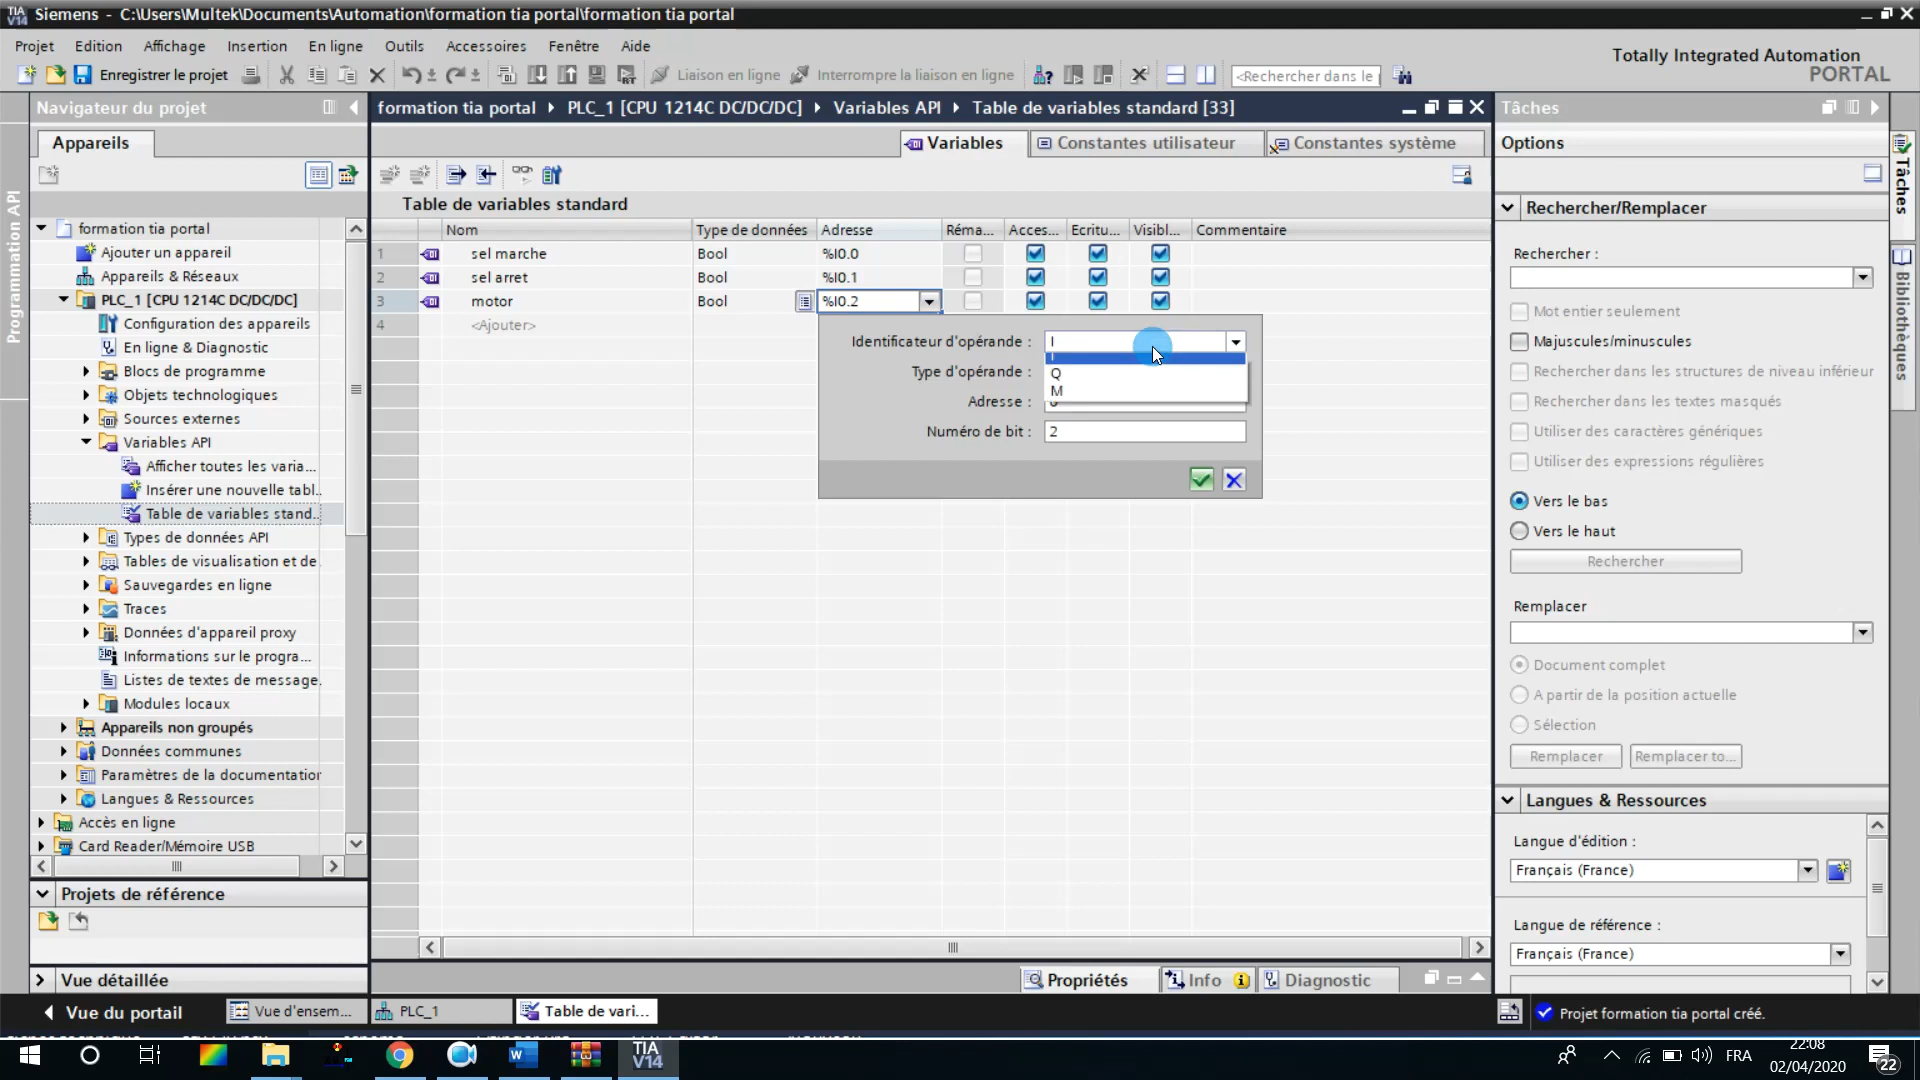 TIA V14 Siemens - C:\Users\Multek\Documents\Automation\formation tia portal\formation tia portal
Projet Edition Affichage Insertion En ligne Outils Accessoires Fenêtre Aide
Totally Integrated Automation
PORTAL
Enregistrer le projet Liaison en ligne Interrompre la liaison en ligne <Rechercher dans le p
Navigateur du projet
formation tia portal PLC_1 [CPU 1214C DC/DC/DC] Variables API Table de variables standard [33]
Tâches
Appareils
Variables Constantes utilisateur Constantes système
Options
Programmation API
Tâches
Bibliothèques
Table de variables standard
Nom Type de données Adresse Réma... Acces... Ecritu... Visibl... Commentaire
1 sel marche Bool %I0.0
2 sel arret Bool %I0.1
3 motor Bool %I0.2
4 <Ajouter>
Identificateur d'opérande : I
I
Q
M
Type d'opérande :
Adresse :
Numéro de bit : 2
formation tia portal
Ajouter un appareil
Appareils & Réseaux
PLC_1 [CPU 1214C DC/DC/DC]
Configuration des appareils
En ligne & Diagnostic
Blocs de programme
Objets technologiques
Sources externes
Variables API
Afficher toutes les varia...
Insérer une nouvelle tabl..
Table de variables stand..
Types de données API
Tables de visualisation et de
Sauvegardes en ligne
Traces
Données d'appareil proxy
Informations sur le progra...
Listes de textes de message.
Modules locaux
Appareils non groupés
Données communes
Paramètres de la documentation
Langues & Ressources
Accès en ligne
Card Reader/Mémoire USB
Projets de référence
Vue détaillée
Rechercher/Remplacer
Rechercher :
Mot entier seulement
Majuscules/minuscules
Rechercher dans les structures de niveau inférieur
Rechercher dans les textes masqués
Utiliser des caractères génériques
Utiliser des expressions régulières
Vers le bas
Vers le haut
Rechercher
Remplacer
Document complet
A partir de la position actuelle
Sélection
Remplacer Remplacer to...
Langues & Ressources
Langue d'édition :
Français (France)
Langue de référence :
Français (France)
Propriétés Info Diagnostic
Vue du portail Vue d'ensem... PLC_1 Table de vari...
Projet formation tia portal créé.
TIA V14
FRA
22:08
02/04/2020
22